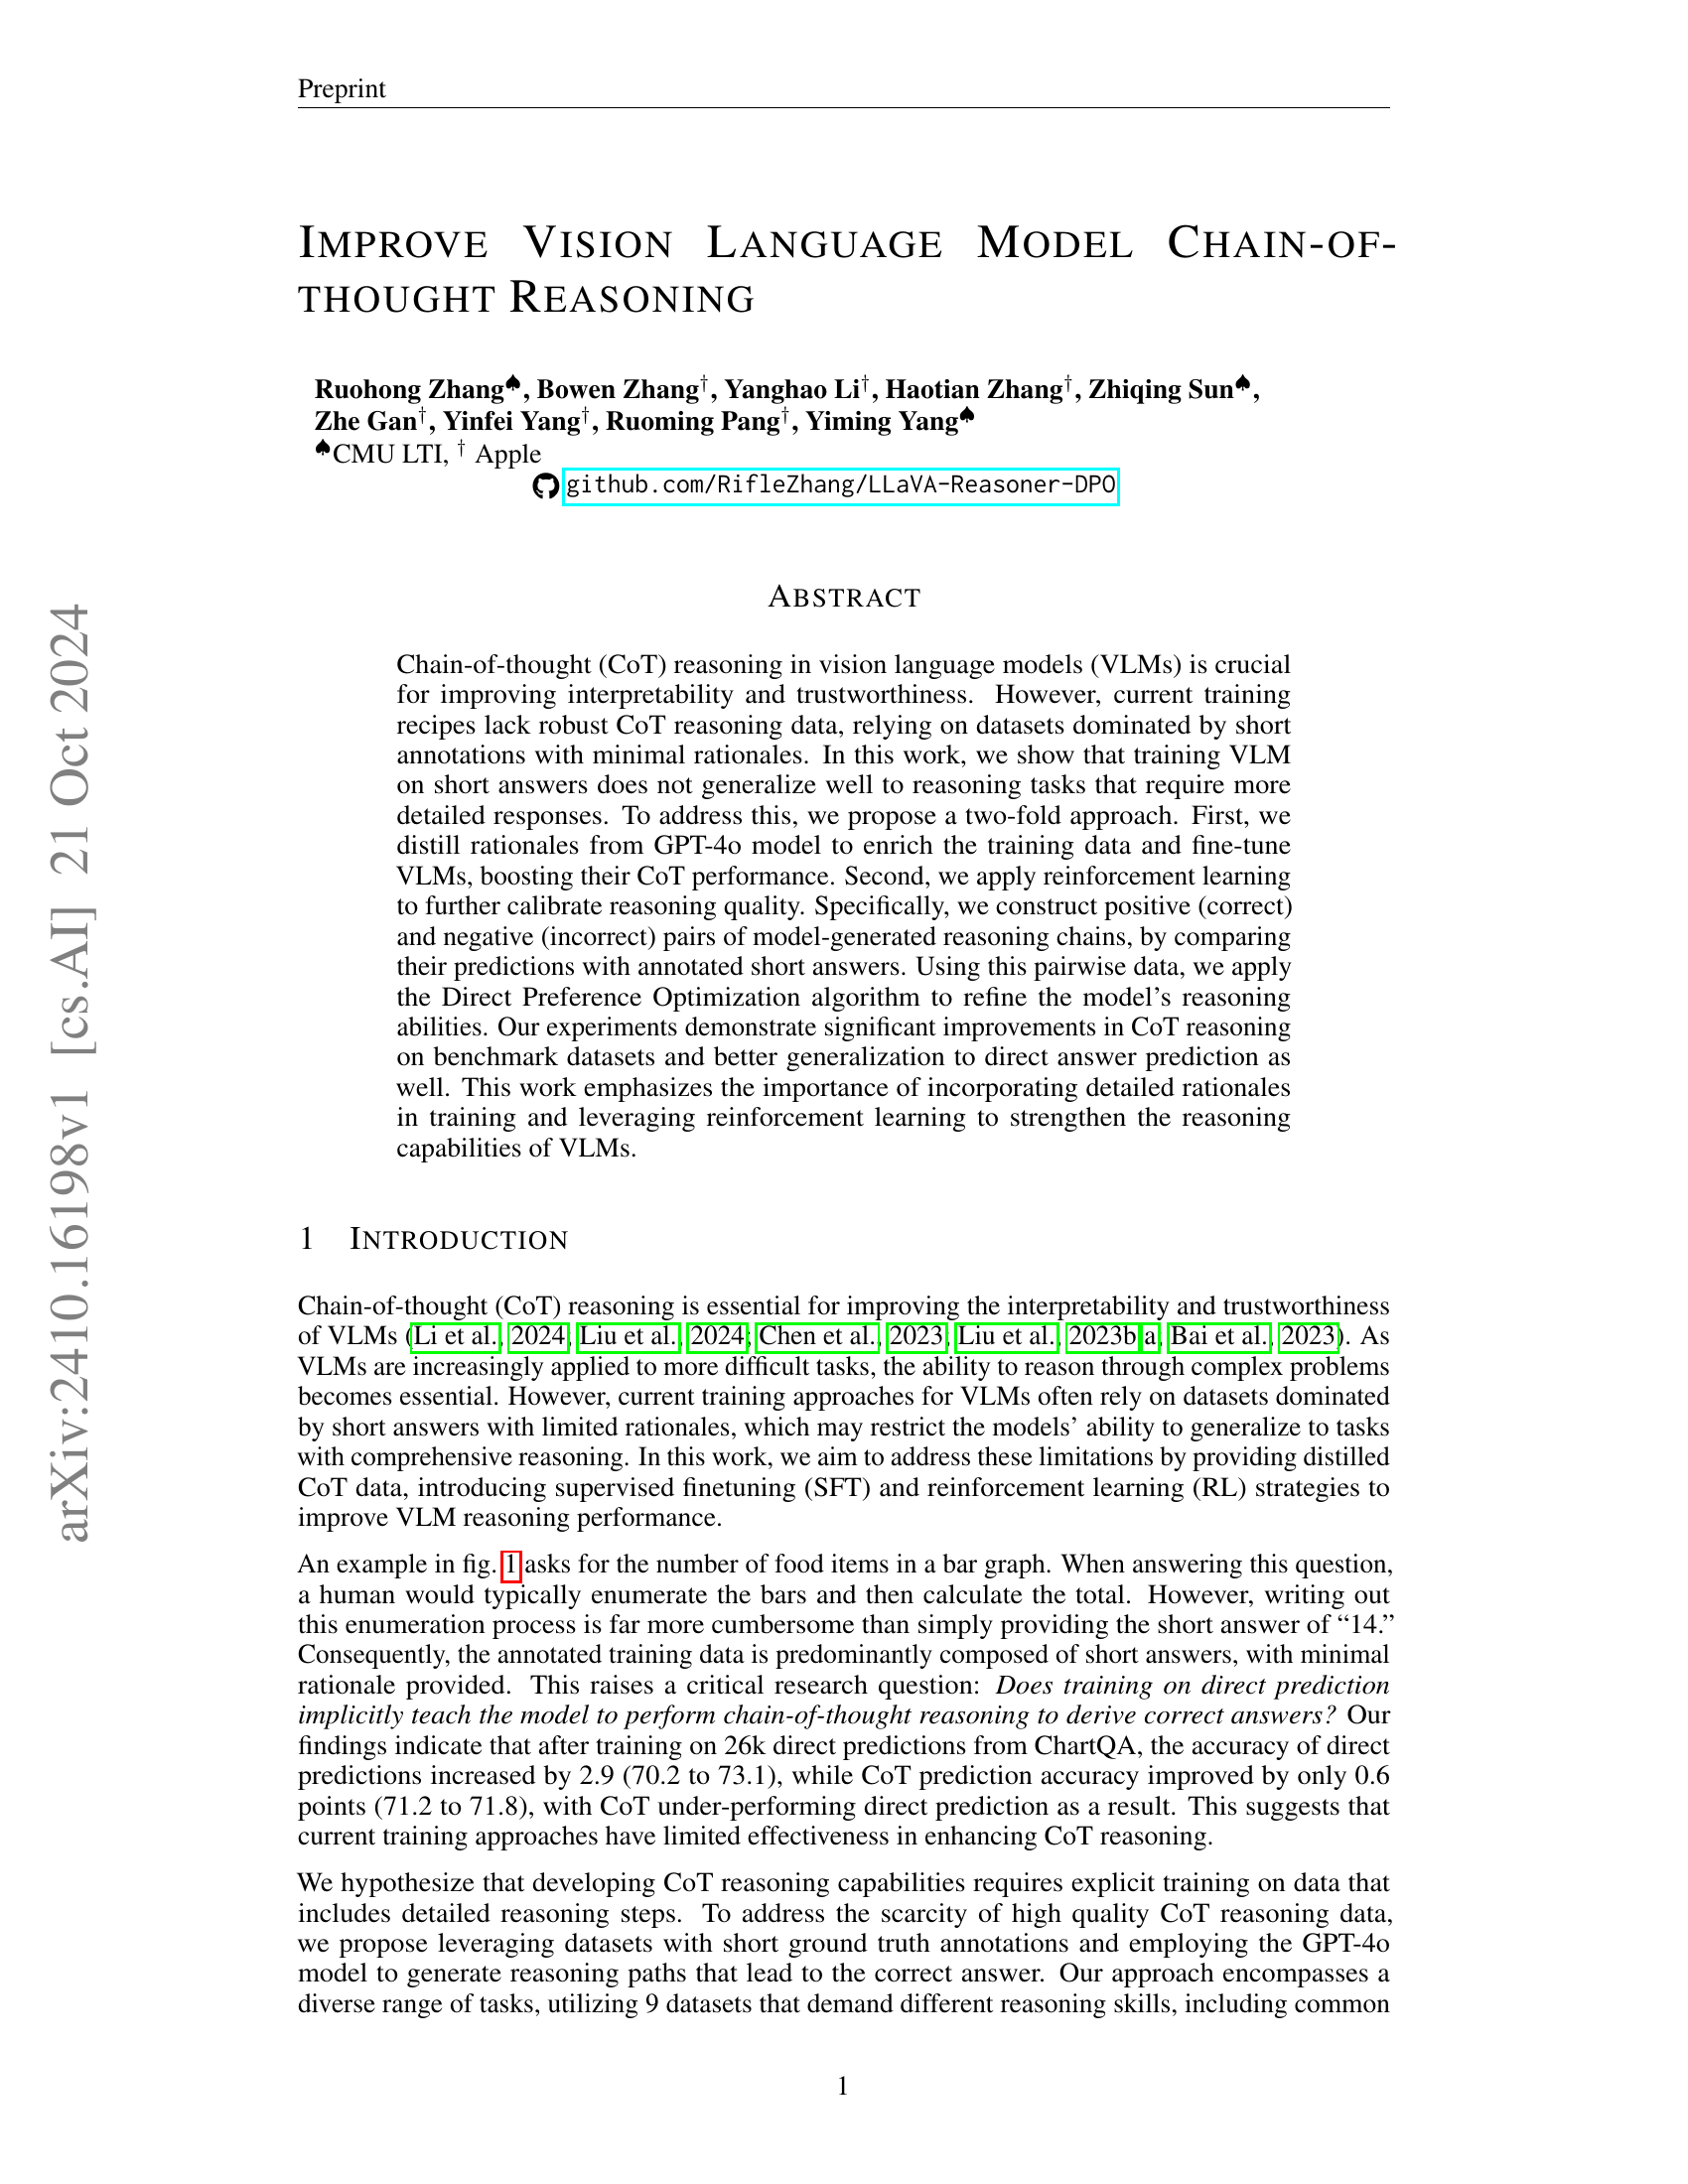 Preprint
IMPROVE VISION LANGUAGE MODEL CHAIN-OF-
THOUGHT REASONING
Ruohong Zhang♠, Bowen Zhang†, Yanghao Li†, Haotian Zhang†, Zhiqing Sun♠,
Zhe Gan†, Yinfei Yang†, Ruoming Pang†, Yiming Yang♠
♠CMU LTI, † Apple
github.com/RifleZhang/LLaVA-Reasoner-DPO
ABSTRACT
Chain-of-thought (CoT) reasoning in vision language models (VLMs) is crucial
for improving interpretability and trustworthiness. However, current training
recipes lack robust CoT reasoning data, relying on datasets dominated by short
annotations with minimal rationales. In this work, we show that training VLM
on short answers does not generalize well to reasoning tasks that require more
detailed responses. To address this, we propose a two-fold approach. First, we
distill rationales from GPT-4o model to enrich the training data and fine-tune
VLMs, boosting their CoT performance. Second, we apply reinforcement learning
to further calibrate reasoning quality. Specifically, we construct positive (correct)
and negative (incorrect) pairs of model-generated reasoning chains, by comparing
their predictions with annotated short answers. Using this pairwise data, we apply
the Direct Preference Optimization algorithm to refine the model's reasoning
abilities. Our experiments demonstrate significant improvements in CoT reasoning
on benchmark datasets and better generalization to direct answer prediction as
well. This work emphasizes the importance of incorporating detailed rationales
in training and leveraging reinforcement learning to strengthen the reasoning
capabilities of VLMs.
1 INTRODUCTION
Chain-of-thought (CoT) reasoning is essential for improving the interpretability and trustworthiness
of VLMs (Li et al., 2024; Liu et al., 2024; Chen et al., 2023; Liu et al., 2023b;a; Bai et al., 2023). As
VLMs are increasingly applied to more difficult tasks, the ability to reason through complex problems
becomes essential. However, current training approaches for VLMs often rely on datasets dominated
by short answers with limited rationales, which may restrict the models' ability to generalize to tasks
with comprehensive reasoning. In this work, we aim to address these limitations by providing distilled
CoT data, introducing supervised finetuning (SFT) and reinforcement learning (RL) strategies to
improve VLM reasoning performance.
An example in fig. 1 asks for the number of food items in a bar graph. When answering this question,
a human would typically enumerate the bars and then calculate the total. However, writing out
this enumeration process is far more cumbersome than simply providing the short answer of “14.”
Consequently, the annotated training data is predominantly composed of short answers, with minimal
rationale provided. This raises a critical research question: Does training on direct prediction
implicitly teach the model to perform chain-of-thought reasoning to derive correct answers? Our
findings indicate that after training on 26k direct predictions from ChartQA, the accuracy of direct
predictions increased by 2.9 (70.2 to 73.1), while CoT prediction accuracy improved by only 0.6
points (71.2 to 71.8), with CoT under-performing direct prediction as a result. This suggests that
current training approaches have limited effectiveness in enhancing CoT reasoning.
We hypothesize that developing CoT reasoning capabilities requires explicit training on data that
includes detailed reasoning steps. To address the scarcity of high quality CoT reasoning data,
we propose leveraging datasets with short ground truth annotations and employing the GPT-4o
model to generate reasoning paths that lead to the correct answer. Our approach encompasses a
diverse range of tasks, utilizing 9 datasets that demand different reasoning skills, including common
1
arXiv:2410.16198v1 [cs.AI] 21 Oct 2024